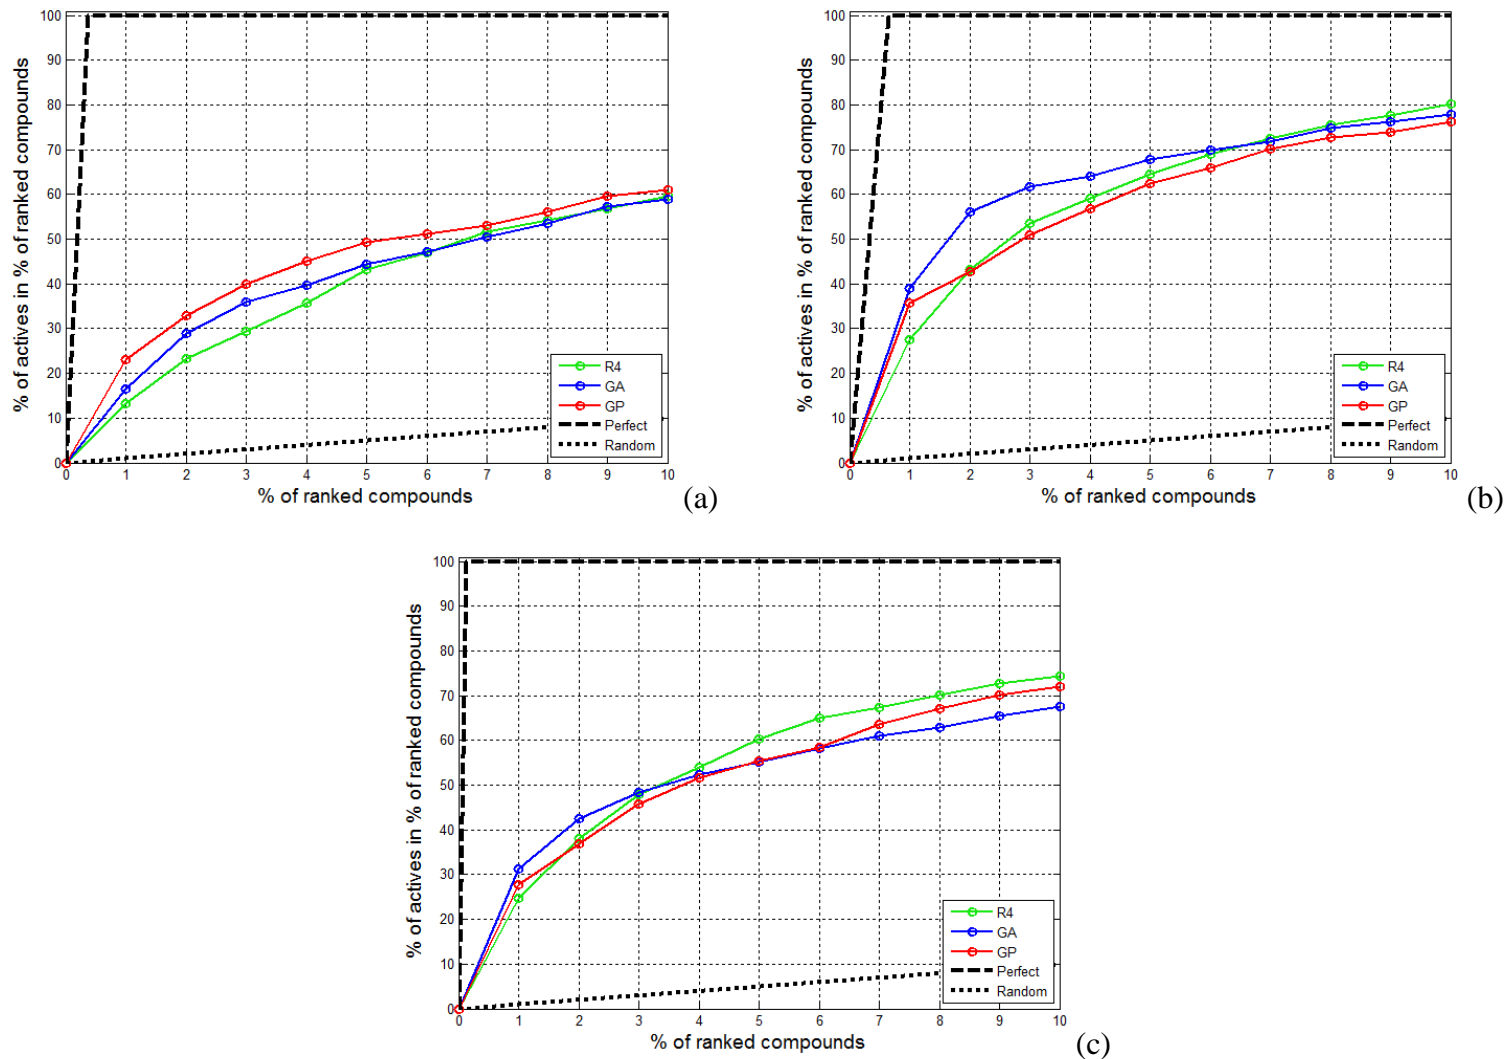 % of actives in % of ranked compounds
100
90
80
70
60
50
40
30
20
10
0
0 1 2 3 4 5 6 7 8 9 10
% of ranked compounds
R4
GA
GP
Perfect
Random
(a)
% of actives in % of ranked compounds
100
90
80
70
60
50
40
30
20
10
0
0 1 2 3 4 5 6 7 8 9 10
% of ranked compounds
R4
GA
GP
Perfect
Random
(b)
% of actives in % of ranked compounds
100
90
80
70
60
50
40
30
20
10
0
0 1 2 3 4 5 6 7 8 9 10
% of ranked compounds
R4
GA
GP
Perfect
Random
(c)